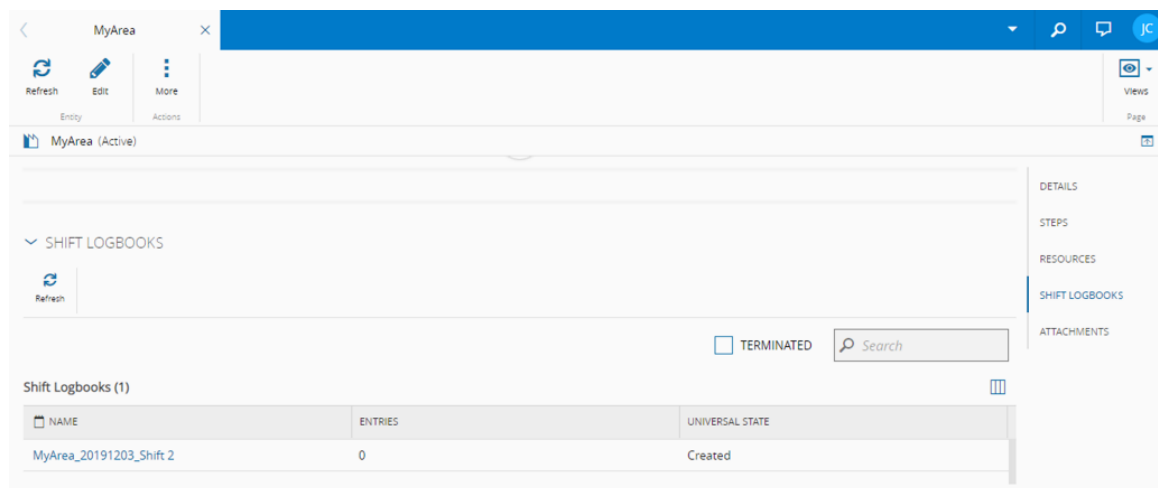 MyArea
JC
Refresh Edit More Views
Entity Actions Page
MyArea (Active)
DETAILS
STEPS
SHIFT LOGBOOKS
RESOURCES
Refresh
SHIFT LOGBOOKS
ATTACHMENTS
TERMINATED Search
Shift Logbooks (1)
NAME ENTRIES UNIVERSAL STATE
MyArea_20191203_Shift 2 0 Created